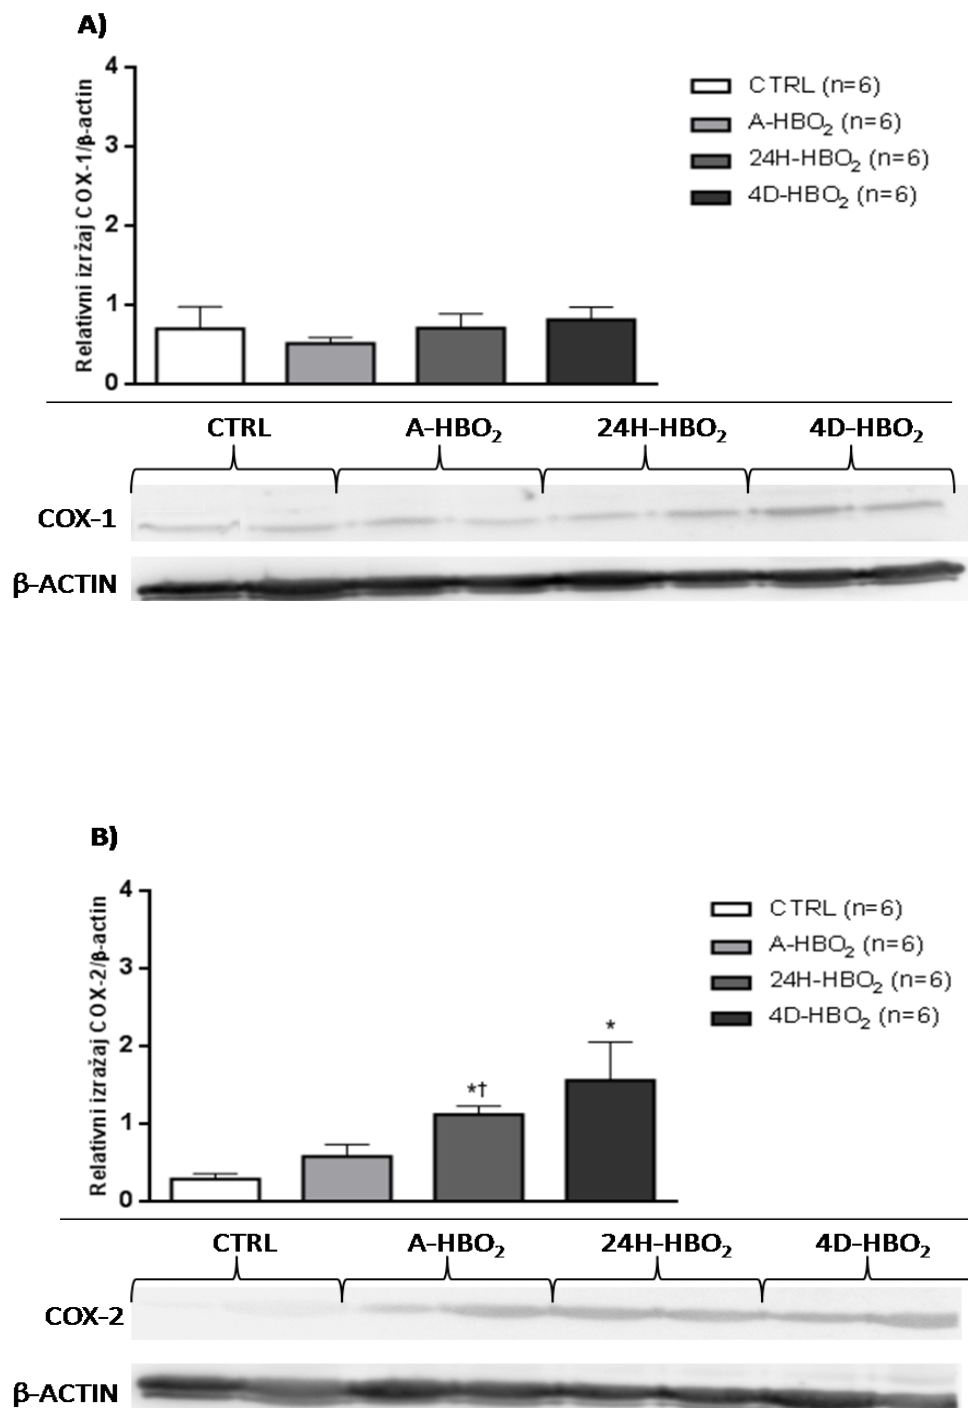 A)
Relativni izržaj COX-1/β-actin
4
3
2
1
0
CTRL (n=6)
A-HBO₂ (n=6)
24H-HBO₂ (n=6)
4D-HBO₂ (n=6)
CTRL A-HBO₂ 24H-HBO₂ 4D-HBO₂
COX-1
β-ACTIN
B)
Relativni izražaj COX-2/β-actin
4
3
2
1
0
*†
*
CTRL (n=6)
A-HBO₂ (n=6)
24H-HBO₂ (n=6)
4D-HBO₂ (n=6)
CTRL A-HBO₂ 24H-HBO₂ 4D-HBO₂
COX-2
β-ACTIN